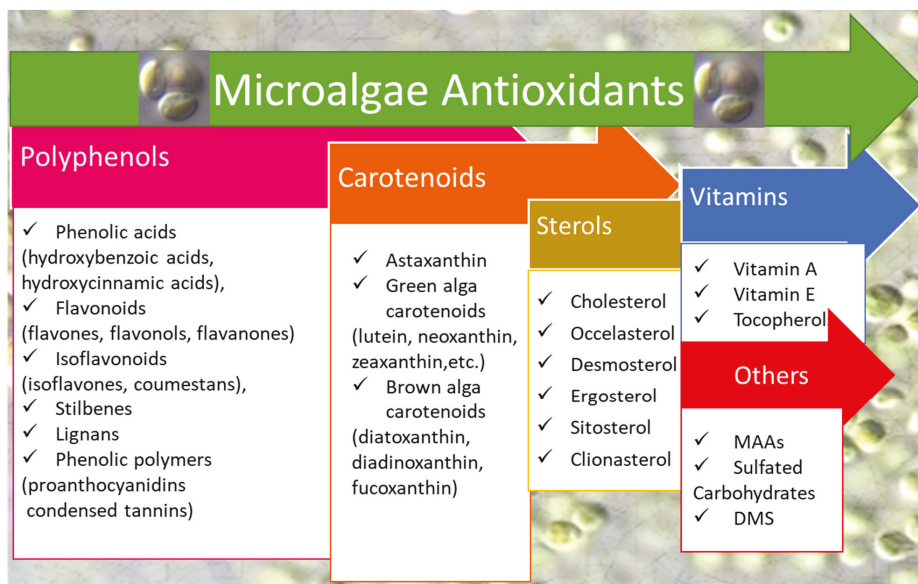 Microalgae Antioxidants
Polyphenols
✓ Phenolic acids
(hydroxybenzoic acids,
hydroxycinnamic acids),
✓ Flavonoids
(flavones, flavonols, flavanones)
✓ Isoflavonoids
(isoflavones, coumestans),
✓ Stilbenes
✓ Lignans
✓ Phenolic polymers
(proanthocyanidins
condensed tannins)
Carotenoids
✓ Astaxanthin
✓ Green alga
carotenoids
(lutein, neoxanthin,
zeaxanthin,etc.)
✓ Brown alga
carotenoids
(diatoxanthin,
diadinoxanthin,
fucoxanthin)
Sterols
✓ Cholesterol
✓ Occelasterol
✓ Desmosterol
✓ Ergosterol
✓ Sitosterol
✓ Clionasterol
Vitamins
✓ Vitamin A
✓ Vitamin E
✓ Tocopherol
Others
✓ MAAs
✓ Sulfated
Carbohydrates
✓ DMS